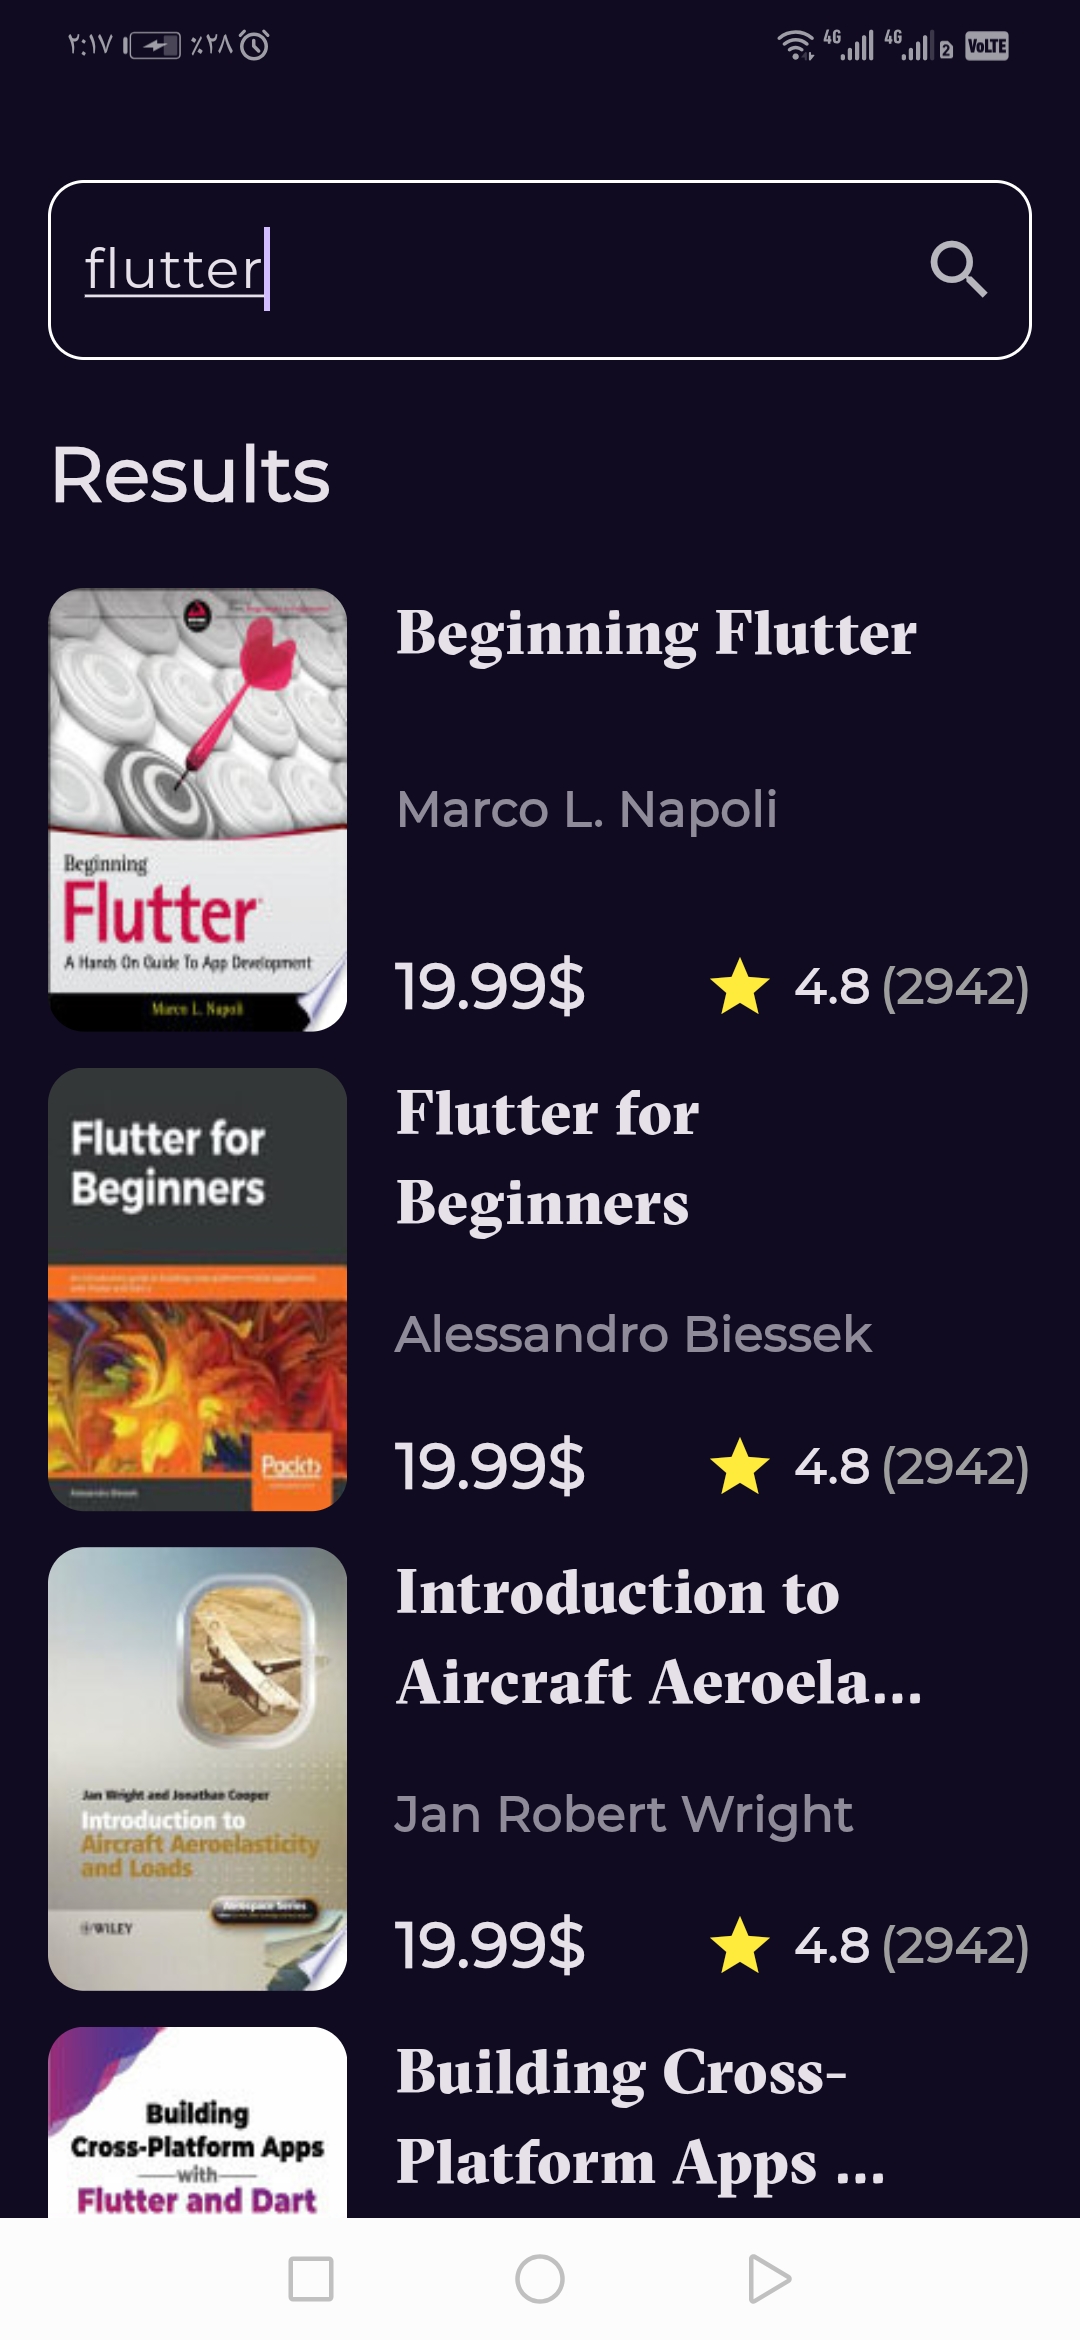 ٢:١٧ ٪٢٨ 4G 4G 2 VoLTE
flutter
Results
Beginning
Flutter
A Hands On Guide To App Development
Marco L. Napoli
Beginning Flutter
Marco L. Napoli
19.99$ 4.8 (2942)
Flutter for
Beginners
Packt>
Flutter for
Beginners
Alessandro Biessek
19.99$ 4.8 (2942)
Jan Wright and Jonathan Cooper
Introduction to
Aircraft Aeroelasticity
and Loads
Aerospace Series
WILEY
Introduction to
Aircraft Aeroela...
Jan Robert Wright
19.99$ 4.8 (2942)
Building
Cross-Platform Apps
with
Flutter and Dart
Building Cross-
Platform Apps ...